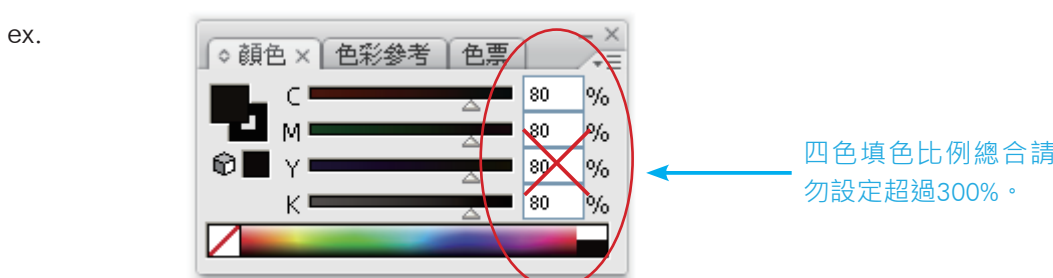 ex.
顏色 × 色彩參考 色票
C 80 %
M 80 %
Y 80 %
K 80 %
四色填色比例總合請
勿設定超過300%。